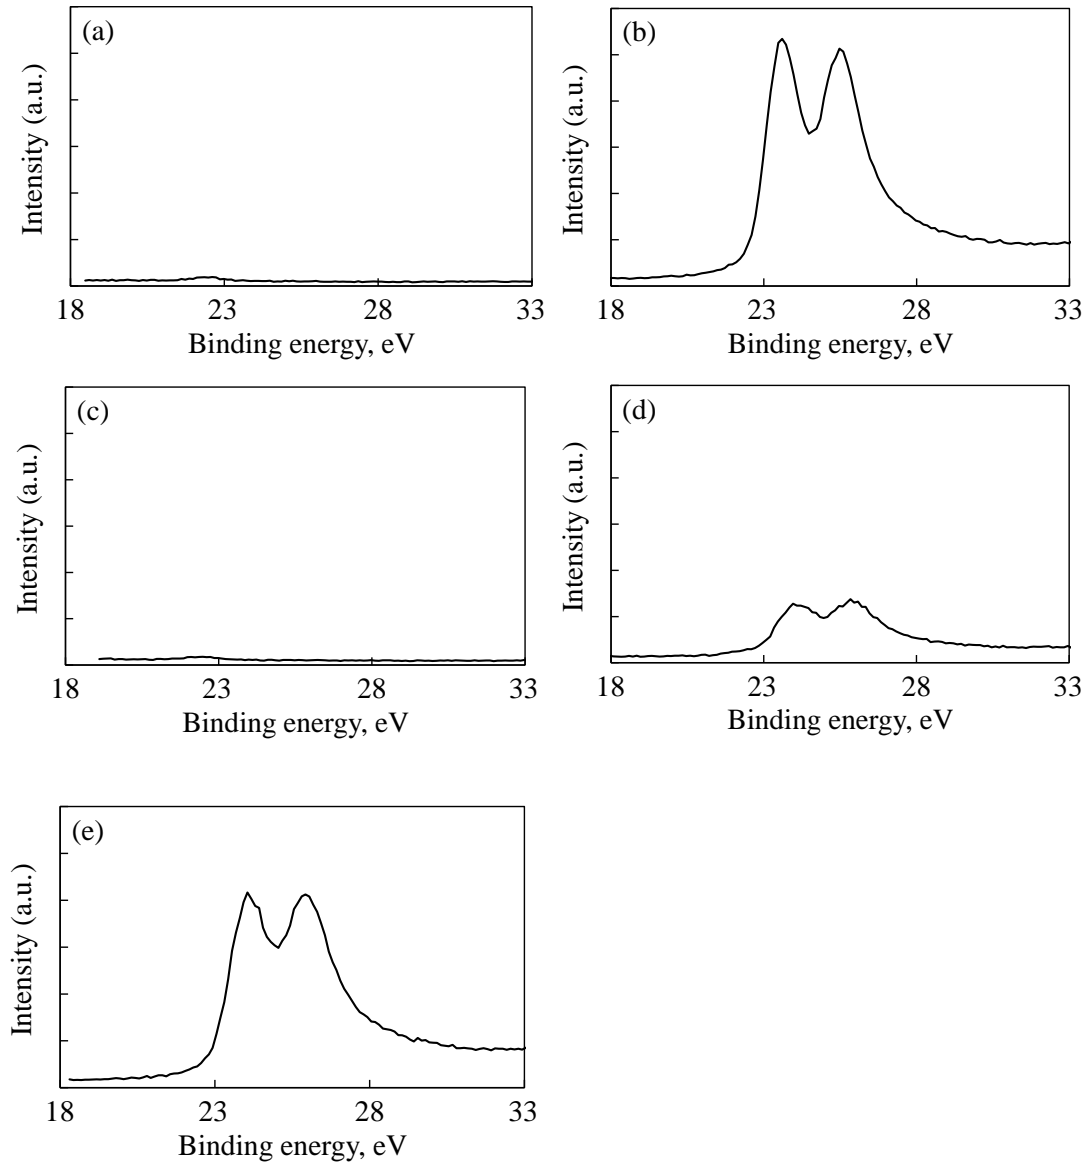 (a)
Intensity (a.u.)
18 23 28 33
Binding energy, eV
(b)
Intensity (a.u.)
18 23 28 33
Binding energy, eV
(c)
Intensity (a.u.)
18 23 28 33
Binding energy, eV
(d)
Intensity (a.u.)
18 23 28 33
Binding energy, eV
(e)
Intensity (a.u.)
18 23 28 33
Binding energy, eV